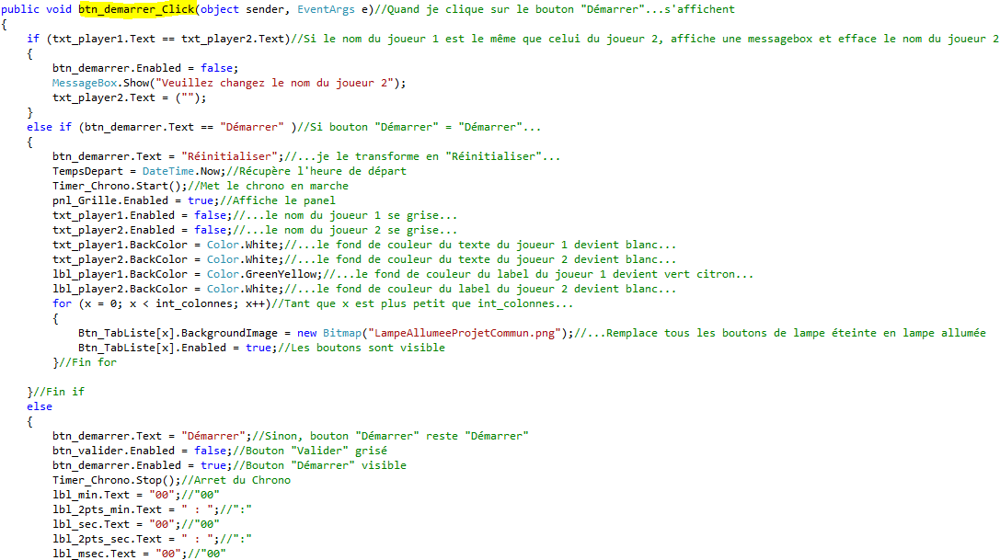 public void btn_demarrer_Click(object sender, EventArgs e)//Quand je clique sur le bouton "Démarrer"...s'affichent
{
if (txt_player1.Text == txt_player2.Text)//Si le nom du joueur 1 est le même que celui du joueur 2, affiche une messagebox et efface le nom du joueur 2
{
btn_demarrer.Enabled = false;
MessageBox.Show("Veuillez changez le nom du joueur 2");
txt_player2.Text = ("");
}
else if (btn_demarrer.Text == "Démarrer" )//Si bouton "Démarrer" = "Démarrer"...
{
btn_demarrer.Text = "Réinitialiser";//...je le transforme en "Réinitialiser"...
TempsDepart = DateTime.Now;//Récupère l'heure de départ
Timer_Chrono.Start();//Met le chrono en marche
pnl_Grille.Enabled = true;//Affiche le panel
txt_player1.Enabled = false;//...le nom du joueur 1 se grise...
txt_player2.Enabled = false;//...le nom du joueur 2 se grise...
txt_player1.BackColor = Color.White;//...le fond de couleur du texte du joueur 1 devient blanc...
txt_player2.BackColor = Color.White;//...le fond de couleur du texte du joueur 2 devient blanc...
lbl_player1.BackColor = Color.GreenYellow;//...le fond de couleur du label du joueur 1 devient vert citron...
lbl_player2.BackColor = Color.White;//...le fond de couleur du label du joueur 2 devient blanc...
for (x = 0; x < int_colonnes; x++)//Tant que x est plus petit que int_colonnes...
{
Btn_TabListe[x].BackgroundImage = new Bitmap("LampeAllumeeProjetCommun.png");//...Remplace tous les boutons de lampe éteinte en lampe allumée
Btn_TabListe[x].Enabled = true;//Les boutons sont visible
}//Fin for
}//Fin if
else
{
btn_demarrer.Text = "Démarrer";//Sinon, bouton "Démarrer" reste "Démarrer"
btn_valider.Enabled = false;//Bouton "Valider" grisé
btn_demarrer.Enabled = true;//Bouton "Démarrer" visible
Timer_Chrono.Stop();//Arret du Chrono
lbl_min.Text = "00";//"00"
lbl_2pts_min.Text = " : ";//":"
lbl_sec.Text = "00";//"00"
lbl_2pts_sec.Text = " : ";//":"
lbl_msec.Text = "00";//"00"